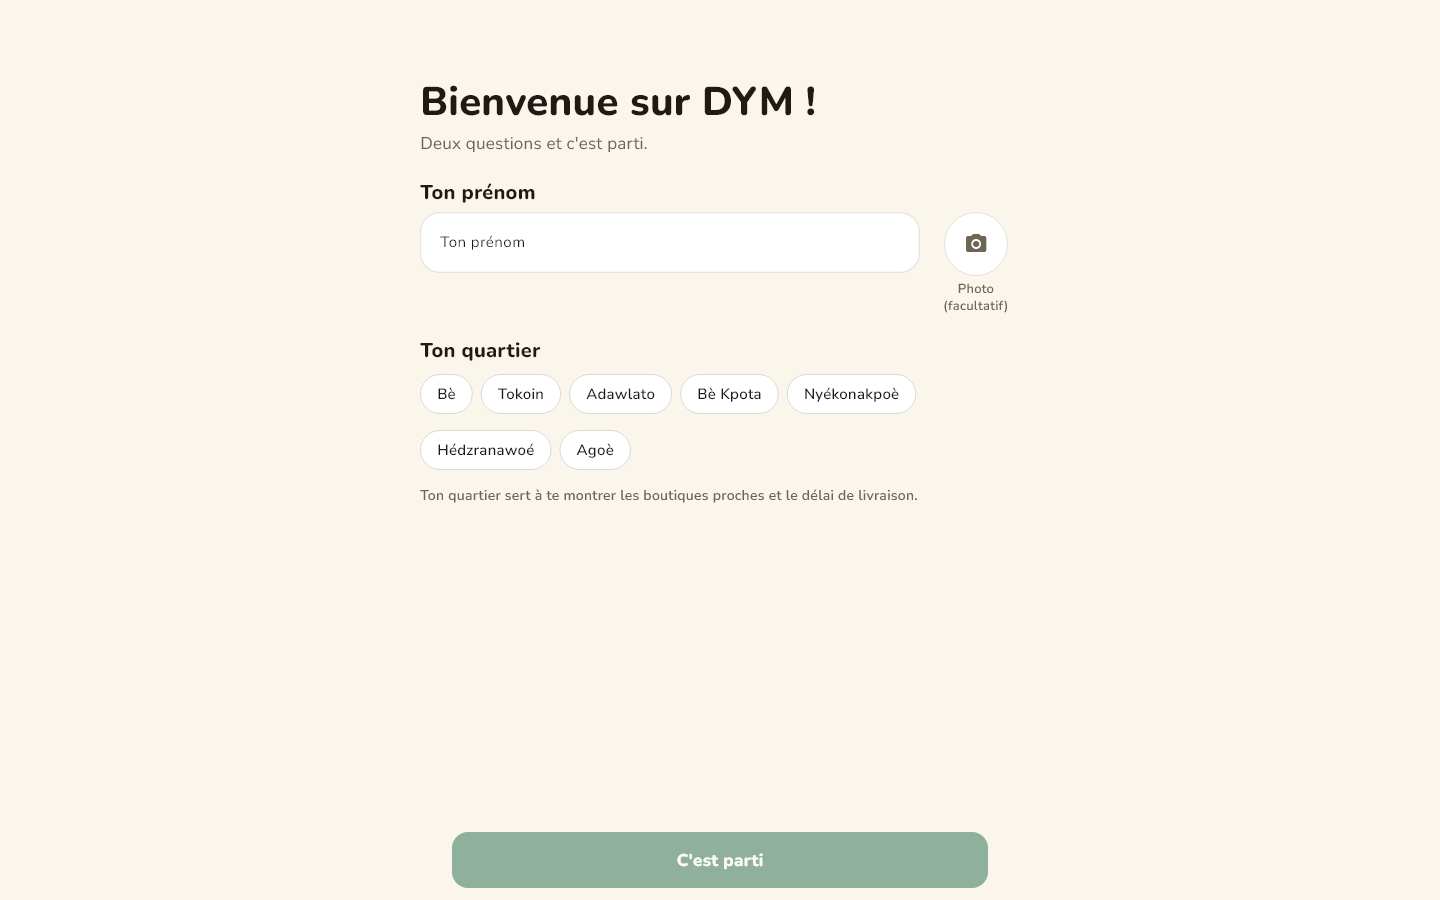 Bienvenue sur DYM !
Deux questions et c'est parti.
Ton prénom
Ton prénom
Photo
(facultatif)
Ton quartier
Bè
Tokoin
Adawlato
Bè Kpota
Nyékonakpoè
Hédzranawoé
Agoè
Ton quartier sert à te montrer les boutiques proches et le délai de livraison.
C'est parti